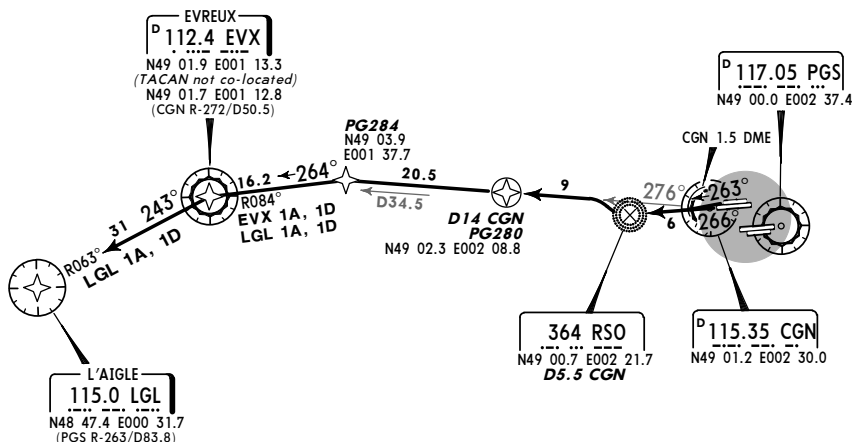 EVREUX
D 112.4 EVX
N49 01.9 E001 13.3
(TACAN not co-located)
N49 01.7 E001 12.8
(CGN R-272/D50.5)
D 117.05 PGS
N49 00.0 E002 37.4
PG284
N49 03.9
E001 37.7
CGN 1.5 DME
16.2
264°
20.5
9
276°
263°
266°
6
D34.5
R084°
EVX 1A, 1D
LGL 1A, 1D
31
243°
R063°
LGL 1A, 1D
D14 CGN
PG280
N49 02.3 E002 08.8
364 RSO
N49 00.7 E002 21.7
D5.5 CGN
D 115.35 CGN
N49 01.2 E002 30.0
L'AIGLE
115.0 LGL
N48 47.4 E000 31.7
(PGS R-263/D83.8)